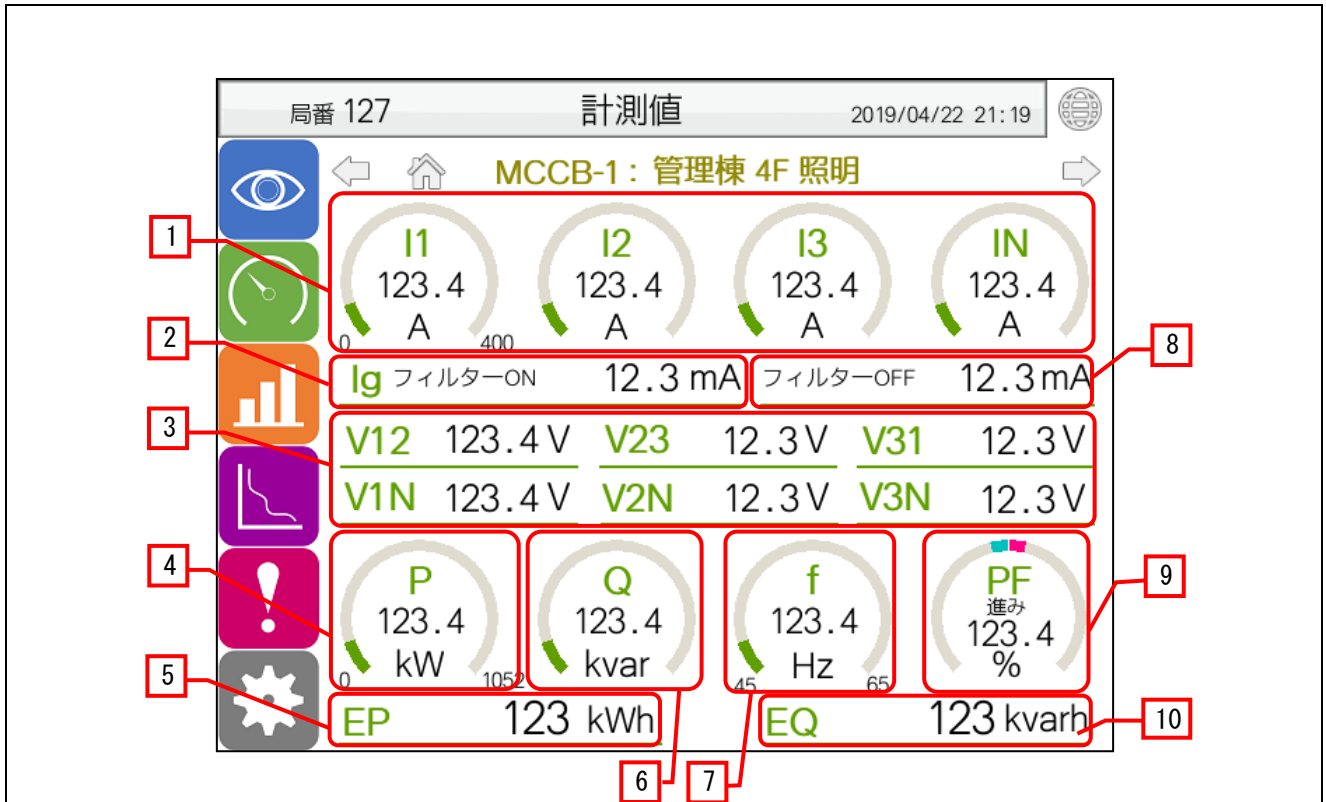 局番 127 計測値 2019/04/22 21:19
MCCB-1 : 管理棟 4F 照明
1
I1 I2 I3 IN
123.4 123.4 123.4 123.4
A A A A
0 400
2
Ig フィルターON 12.3 mA フィルターOFF 12.3 mA
8
3
V12 123.4 V V23 12.3 V V31 12.3 V
V1N 123.4 V V2N 12.3 V V3N 12.3 V
4
P Q f PF
進み
123.4 123.4 123.4 123.4
kW kvar Hz %
0 1052 45 65
9
5
EP 123 kWh EQ 123 kvarh
10
6 7